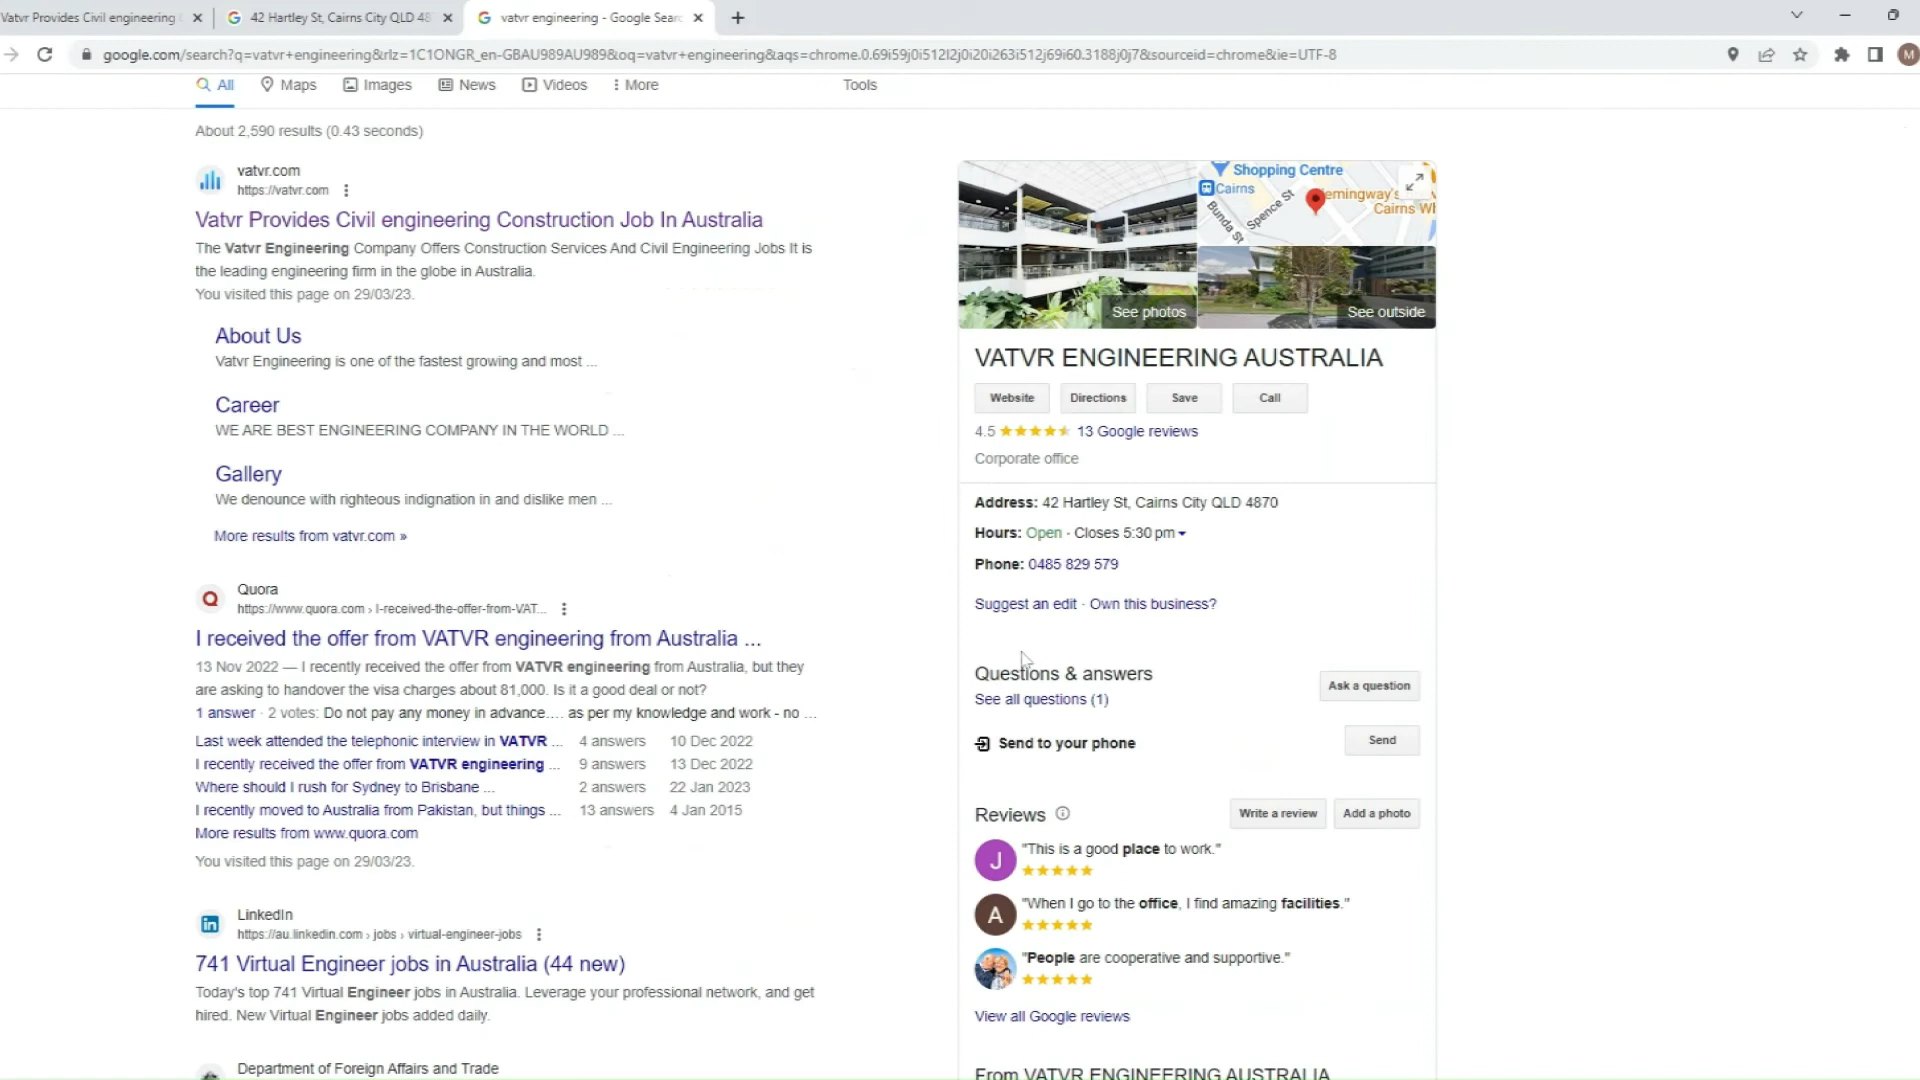 Vatvr Provides Civil engineering
42 Hartley St, Cairns City QLD 48
vatvr engineering - Google Sear
google.com/search?q=vatvr+engineering&rlz=1C1ONGR_en-GBAU989AU989&oq=vatvr+engineering&aqs=chrome.0.69i59j0i512l2j0i20i263i512j69i60.3188j0j7&sourceid=chrome&ie=UTF-8
M
All
Maps
Images
News
Videos
More
Tools
About 2,590 results (0.43 seconds)
vatvr.com
https://vatvr.com
Vatvr Provides Civil engineering Construction Job In Australia
The Vatvr Engineering Company Offers Construction Services And Civil Engineering Jobs It is
the leading engineering firm in the globe in Australia.
You visited this page on 29/03/23.
About Us
Vatvr Engineering is one of the fastest growing and most ...
Career
WE ARE BEST ENGINEERING COMPANY IN THE WORLD ...
Gallery
We denounce with righteous indignation in and dislike men ...
More results from vatvr.com »
Quora
https://www.quora.com › I-received-the-offer-from-VAT...
I received the offer from VATVR engineering from Australia ...
13 Nov 2022 — I recently received the offer from VATVR engineering from Australia, but they
are asking to handover the visa charges about 81,000. Is it a good deal or not?
1 answer · 2 votes: Do not pay any money in advance.... as per my knowledge and work - no ...
Last week attended the telephonic interview in VATVR ... 4 answers 10 Dec 2022
I recently received the offer from VATVR engineering ... 9 answers 13 Dec 2022
Where should I rush for Sydney to Brisbane ... 2 answers 22 Jan 2023
I recently moved to Australia from Pakistan, but things ... 13 answers 4 Jan 2015
More results from www.quora.com
You visited this page on 29/03/23.
LinkedIn
https://au.linkedin.com › jobs › virtual-engineer-jobs
741 Virtual Engineer jobs in Australia (44 new)
Today's top 741 Virtual Engineer jobs in Australia. Leverage your professional network, and get
hired. New Virtual Engineer jobs added daily.
Department of Foreign Affairs and Trade
Shopping Centre
Cairns
Bunda St
Spence St
emingway's
Cairns Wh
See photos
See outside
VATVR ENGINEERING AUSTRALIA
Website
Directions
Save
Call
4.5 13 Google reviews
Corporate office
Address: 42 Hartley St, Cairns City QLD 4870
Hours: Open · Closes 5:30 pm
Phone: 0485 829 579
Suggest an edit · Own this business?
Questions & answers
See all questions (1)
Ask a question
Send to your phone
Send
Reviews
Write a review
Add a photo
J
"This is a good place to work."
A
"When I go to the office, I find amazing facilities."
"People are cooperative and supportive."
View all Google reviews
From VATVR ENGINEERING AUSTRALIA